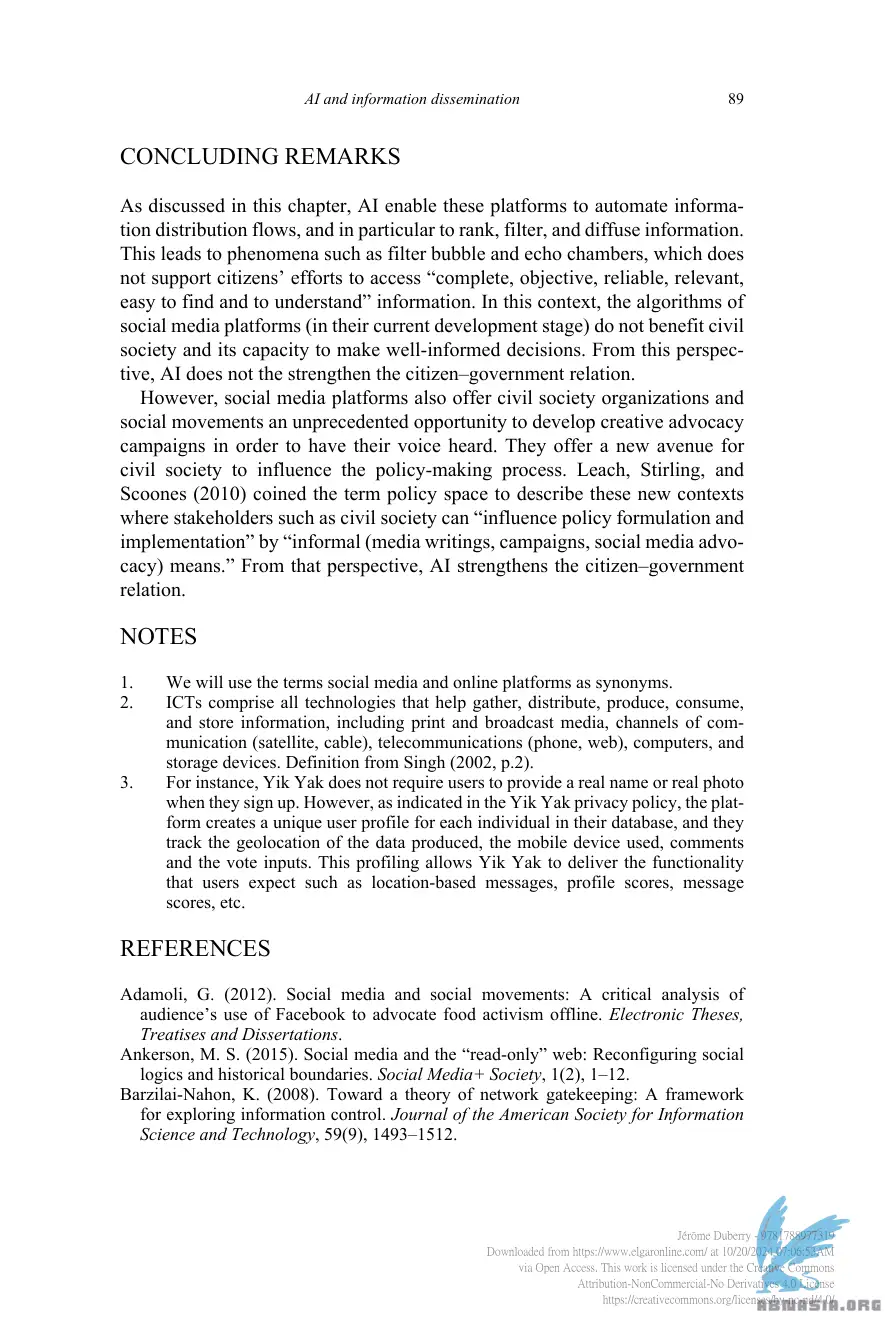 AI and information dissemination 89
CONCLUDING REMARKS
As discussed in this chapter, AI enable these platforms to automate informa-
tion distribution flows, and in particular to rank, filter, and diffuse information.
This leads to phenomena such as filter bubble and echo chambers, which does
not support citizens’ efforts to access “complete, objective, reliable, relevant,
easy to find and to understand” information. In this context, the algorithms of
social media platforms (in their current development stage) do not benefit civil
society and its capacity to make well-informed decisions. From this perspec-
tive, AI does not the strengthen the citizen–government relation.
However, social media platforms also offer civil society organizations and
social movements an unprecedented opportunity to develop creative advocacy
campaigns in order to have their voice heard. They offer a new avenue for
civil society to influence the policy-making process. Leach, Stirling, and
Scoones (2010) coined the term policy space to describe these new contexts
where stakeholders such as civil society can “influence policy formulation and
implementation” by “informal (media writings, campaigns, social media advo-
cacy) means.” From that perspective, AI strengthens the citizen–government
relation.
NOTES
1. We will use the terms social media and online platforms as synonyms.
2. ICTs comprise all technologies that help gather, distribute, produce, consume,
and store information, including print and broadcast media, channels of com-
munication (satellite, cable), telecommunications (phone, web), computers, and
storage devices. Definition from Singh (2002, p.2).
3. For instance, Yik Yak does not require users to provide a real name or real photo
when they sign up. However, as indicated in the Yik Yak privacy policy, the plat-
form creates a unique user profile for each individual in their database, and they
track the geolocation of the data produced, the mobile device used, comments
and the vote inputs. This profiling allows Yik Yak to deliver the functionality
that users expect such as location-based messages, profile scores, message
scores, etc.
REFERENCES
Adamoli, G. (2012). Social media and social movements: A critical analysis of
audience’s use of Facebook to advocate food activism offline. Electronic Theses,
Treatises and Dissertations.
Ankerson, M. S. (2015). Social media and the “read-only” web: Reconfiguring social
logics and historical boundaries. Social Media+ Society, 1(2), 1–12.
Barzilai-Nahon, K. (2008). Toward a theory of network gatekeeping: A framework
for exploring information control. Journal of the American Society for Information
Science and Technology, 59(9), 1493–1512.
Jérôme Duberry - 9781788977319
Downloaded from https://www.elgaronline.com/ at 10/20/2024 07:06:52AM
via Open Access. This work is licensed under the Creative Commons
Attribution-NonCommercial-No Derivatives 4.0 License
https://creativecommons.org/licenses/by-nc-nd/4.0/
ABNASIA.ORG